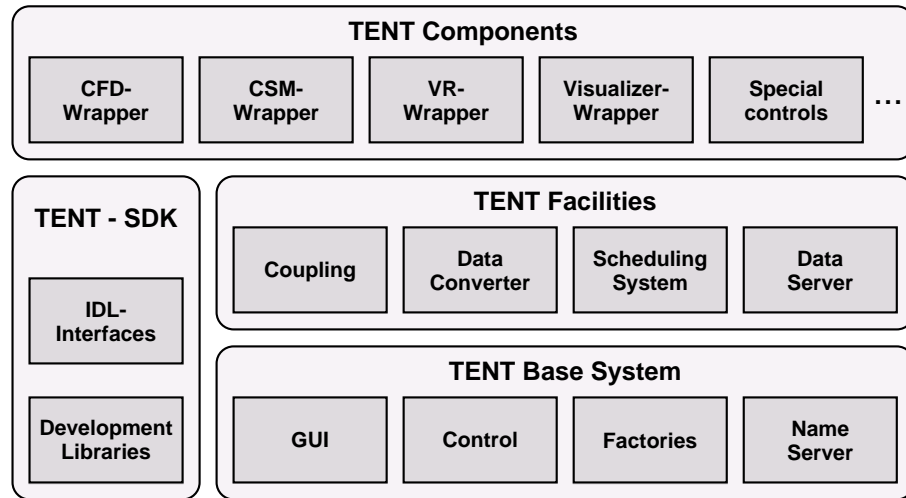 TENT Components
CFD-
Wrapper
CSM-
Wrapper
VR-
Wrapper
Visualizer-
Wrapper
Special
controls
...
TENT - SDK
IDL-
Interfaces
Development
Libraries
TENT Facilities
Coupling
Data
Converter
Scheduling
System
Data
Server
TENT Base System
GUI
Control
Factories
Name
Server